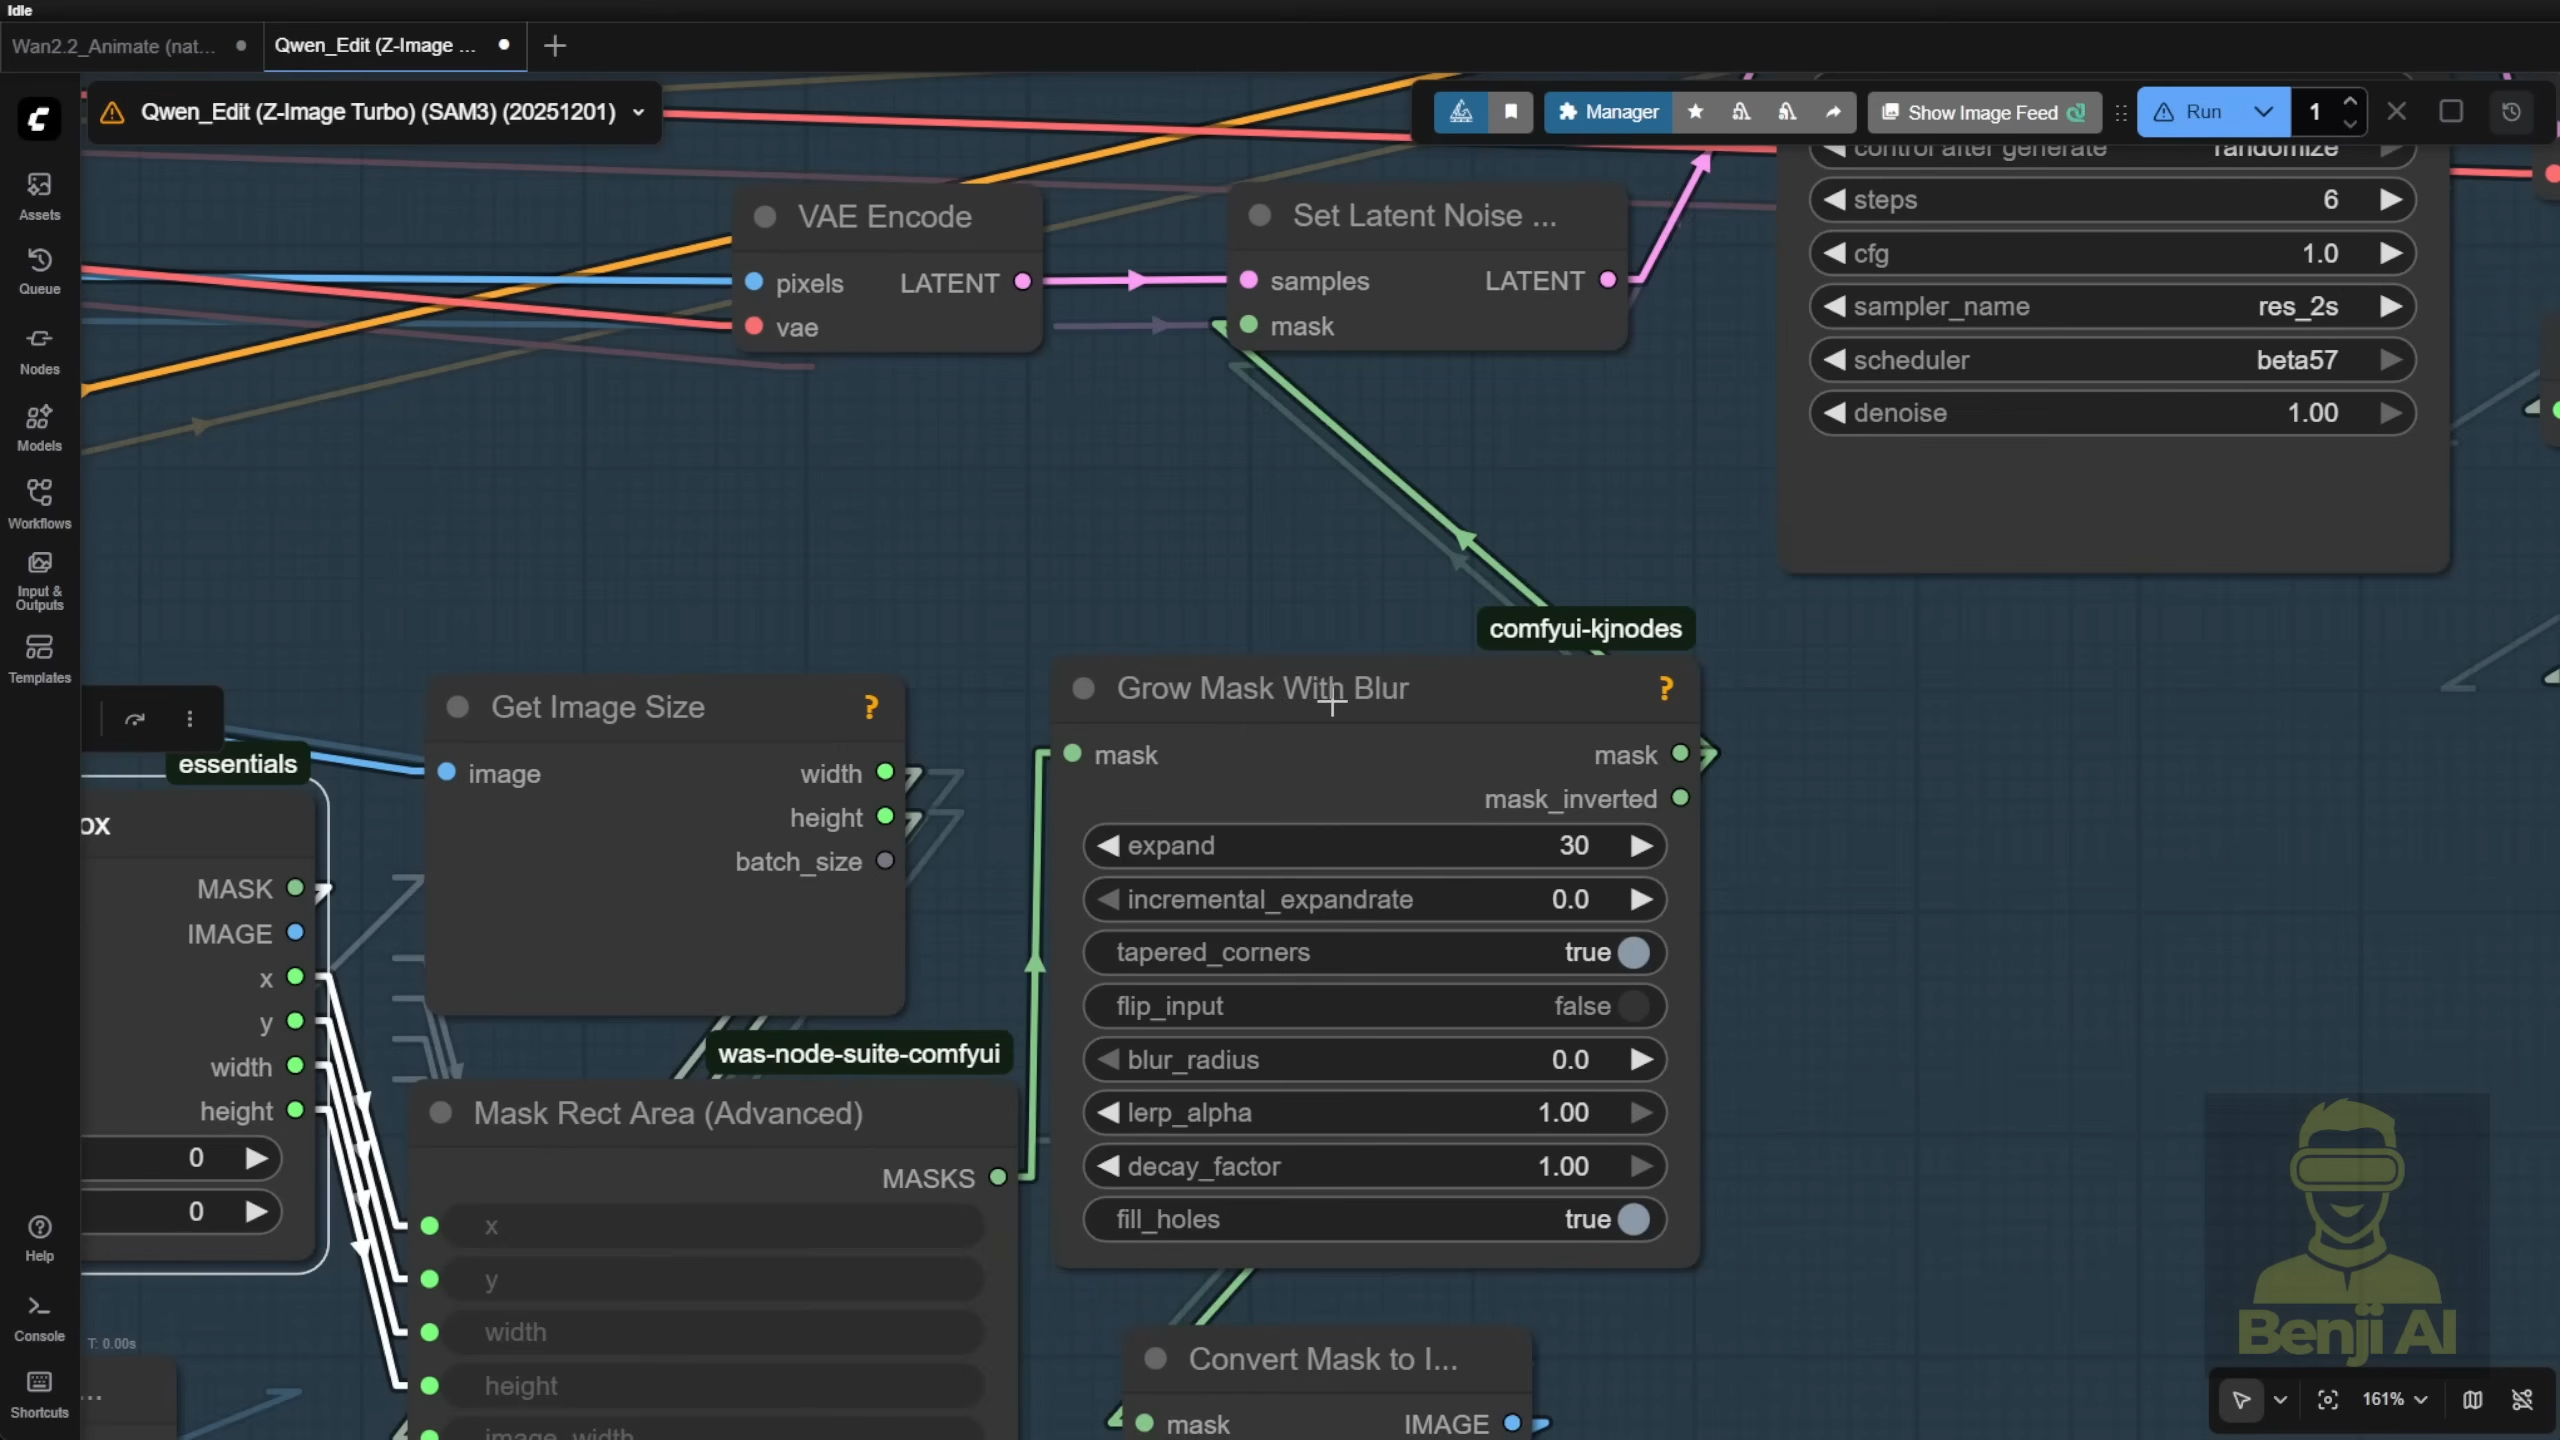 Idle
Wan2.2_Animate (nat...
Qwen_Edit (Z-Image ...
Qwen_Edit (Z-Image Turbo) (SAM3) (20251201)
Manager
Show Image Feed
Run
1
Assets
Queue
Nodes
Models
Workflows
Input &
Outputs
Templates
Help
Console
Shortcuts
VAE Encode
pixels
LATENT
vae
Set Latent Noise ...
samples
LATENT
mask
control after generate
randomize
steps
6
cfg
1.0
sampler_name
res_2s
scheduler
beta57
denoise
1.00
comfyui-kjnodes
Get Image Size
?
image
width
height
batch_size
Grow Mask With Blur
?
mask
mask
mask_inverted
expand
30
incremental_expandrate
0.0
tapered_corners
true
flip_input
false
blur_radius
0.0
lerp_alpha
1.00
decay_factor
1.00
fill_holes
true
essentials
ox
MASK
IMAGE
x
y
width
height
0
0
T: 0.00s
...
was-node-suite-comfyui
Mask Rect Area (Advanced)
MASKS
x
y
width
height
image_width
Convert Mask to I...
mask
IMAGE
Benji AI
161%